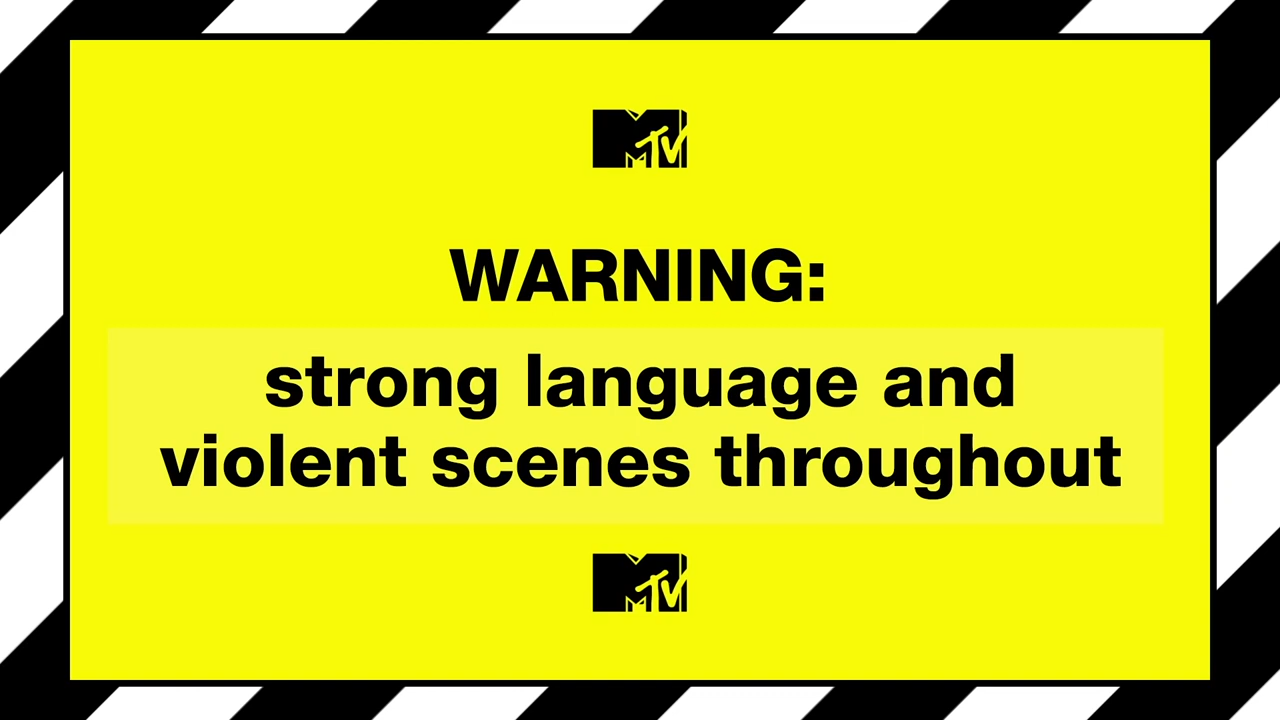 MTV
WARNING:
strong language and
violent scenes throughout
MTV